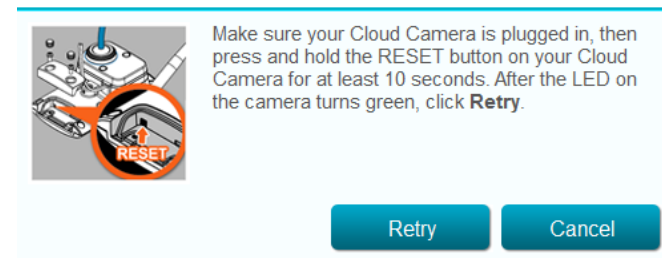 Make sure your Cloud Camera is plugged in, then
press and hold the RESET button on your Cloud
Camera for at least 10 seconds. After the LED on
the camera turns green, click Retry.
RESET
Retry
Cancel